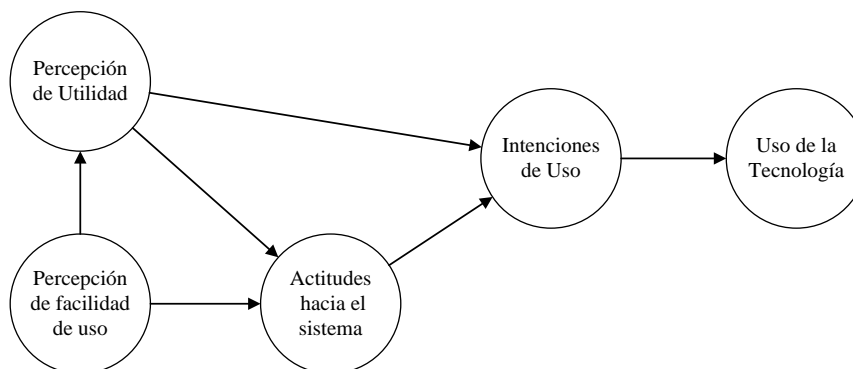 Percepción
de Utilidad
Intenciones
de Uso
Uso de la
Tecnología
Percepción
de facilidad
de uso
Actitudes
hacia el
sistema